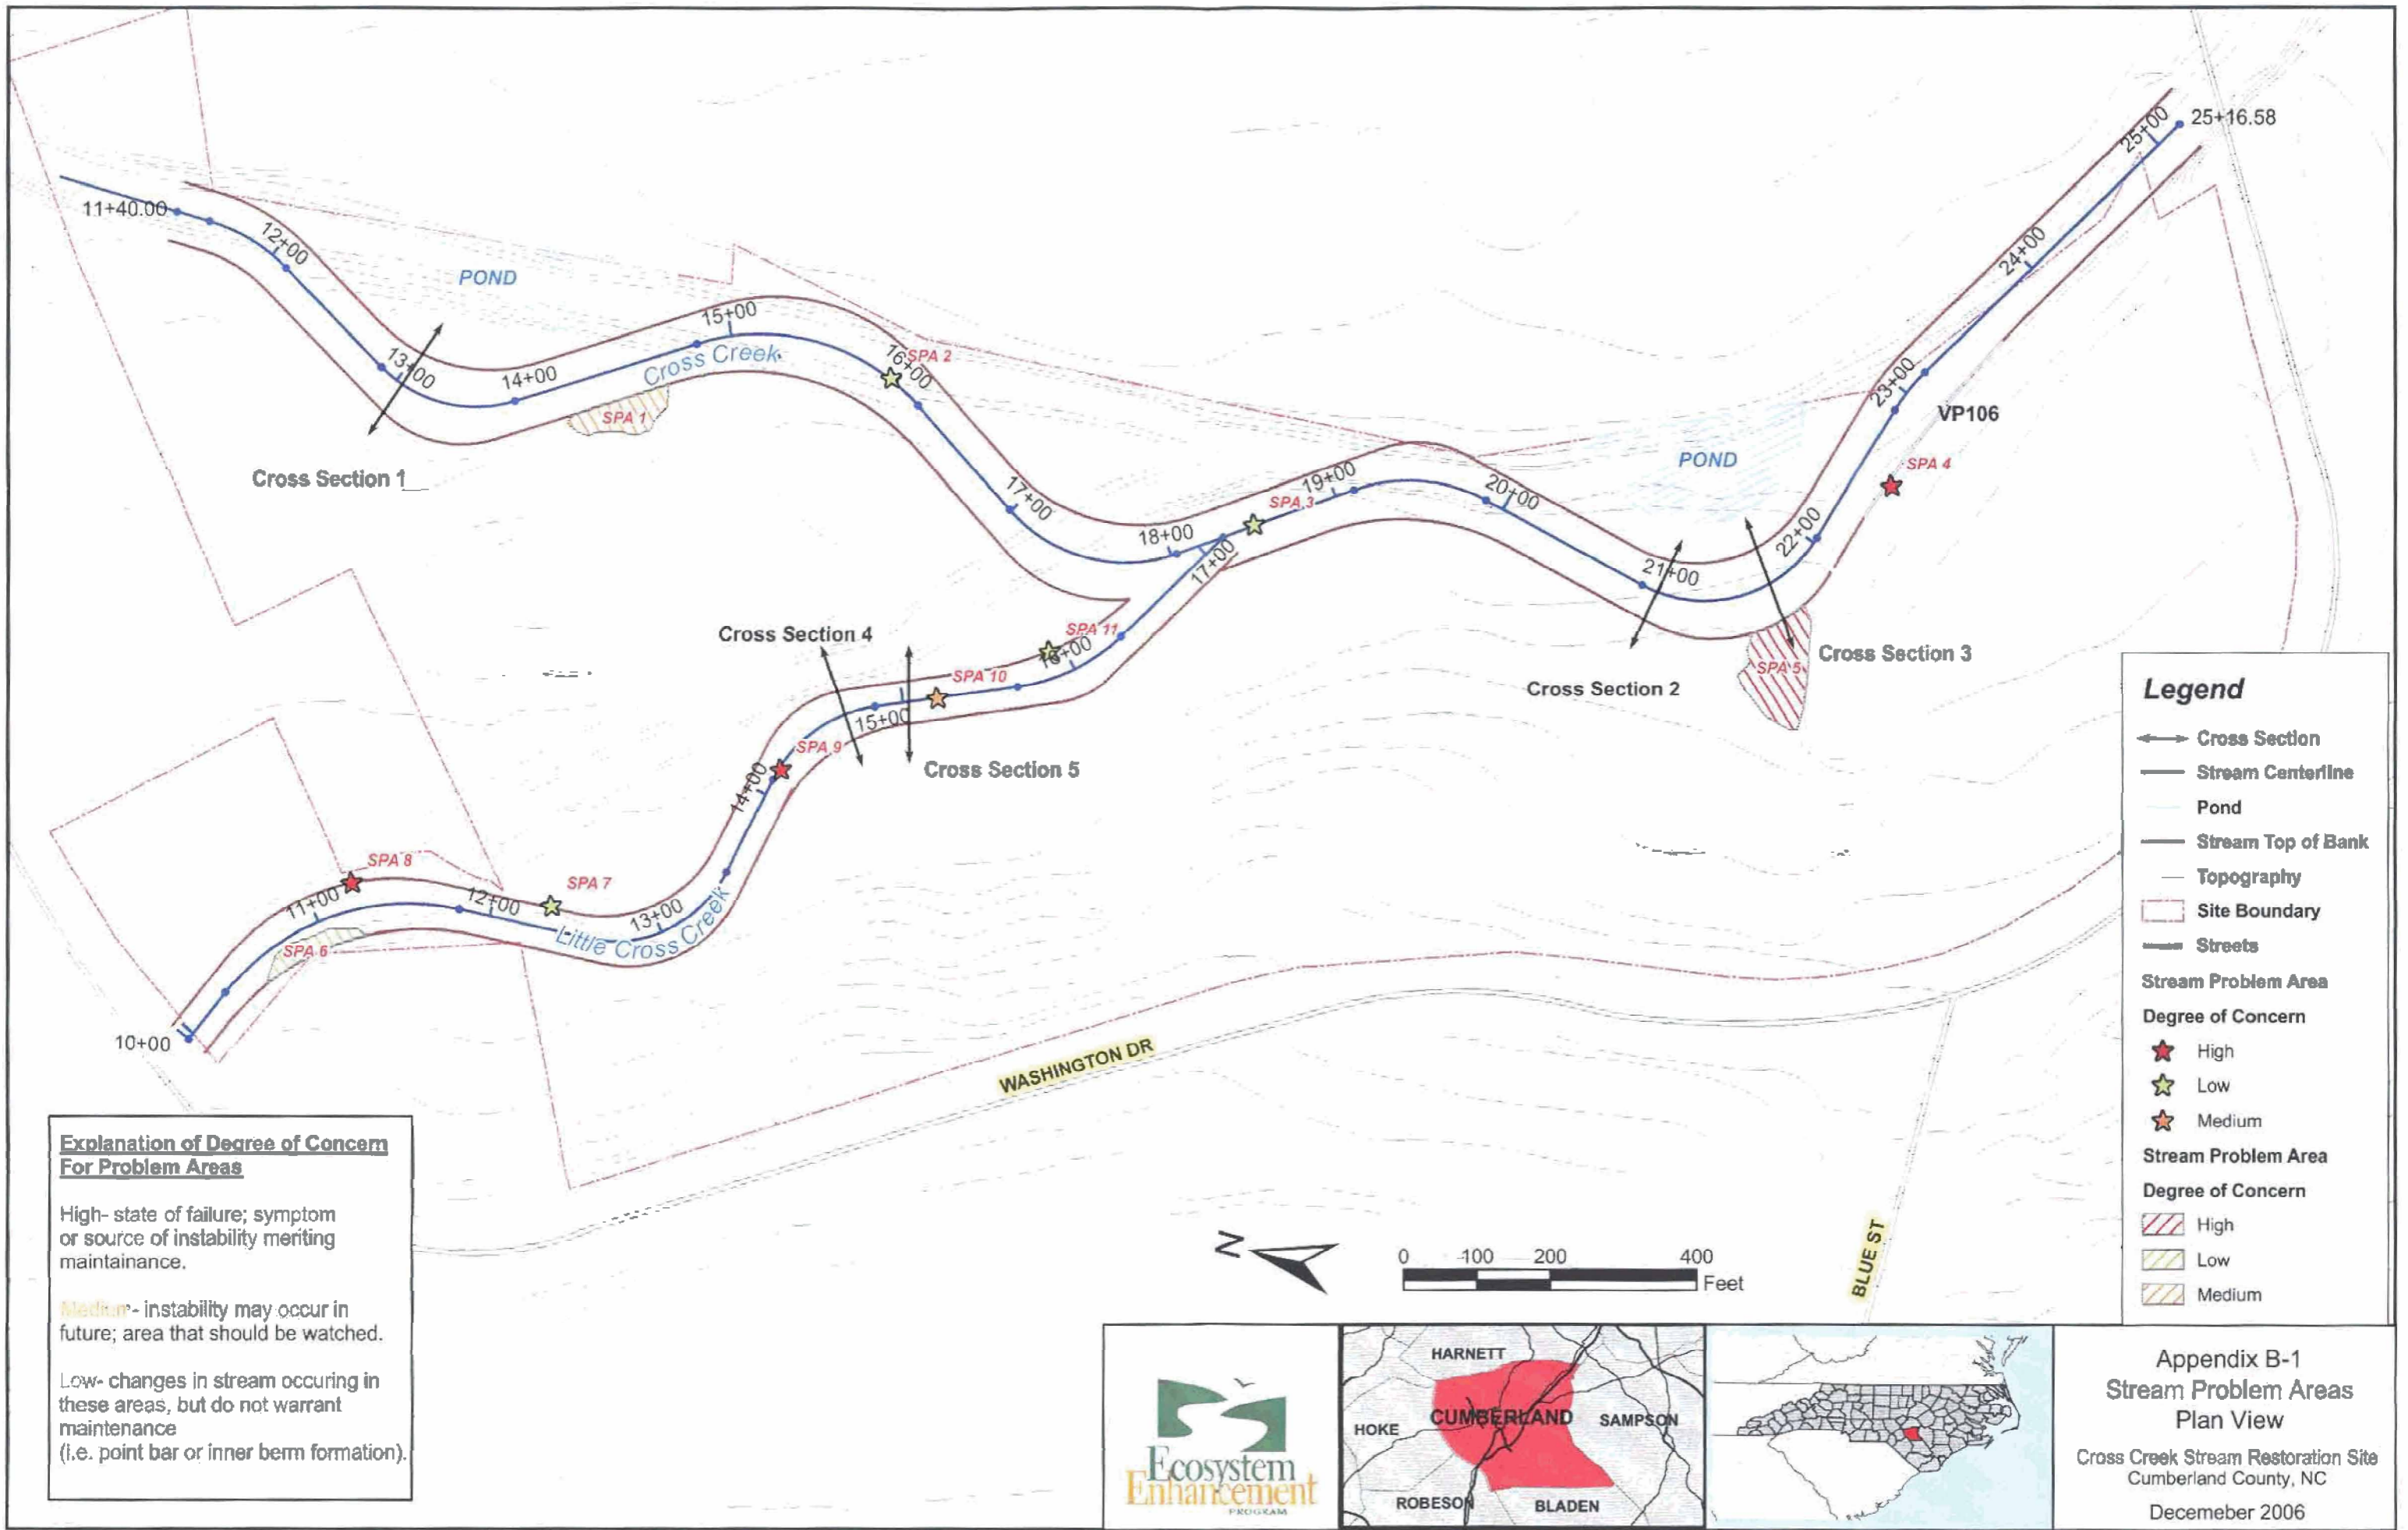 11+40.00
12+00
13+00
14+00
15+00
16+00
17+00
18+00
19+00
20+00
21+00
22+00
23+00
24+00
25+00
25+16.58
POND
Cross Creek
SPA 1
SPA 2
SPA 3
POND
VP106
SPA 4
SPA 5
Cross Section 1
Cross Section 2
Cross Section 3
Cross Section 4
Cross Section 5
10+00
11+00
12+00
13+00
14+00
15+00
16+00
17+00
SPA 6
SPA 7
SPA 8
SPA 9
SPA 10
SPA 11
Little Cross Creek
WASHINGTON DR
BLUE ST
Legend
Cross Section
Stream Centerline
Pond
Stream Top of Bank
Topography
Site Boundary
Streets
Stream Problem Area
Degree of Concern
High
Low
Medium
Stream Problem Area
Degree of Concern
High
Low
Medium
Explanation of Degree of Concern
For Problem Areas
High- state of failure; symptom
or source of instability meriting
maintainance.
Medium- instability may occur in
future; area that should be watched.
Low- changes in stream occuring in
these areas, but do not warrant
maintenance
(i.e. point bar or inner berm formation).
N
0 100 200 400
Feet
Ecosystem
Enhancement
PROGRAM
HARNETT
CUMBERLAND
SAMPSON
HOKE
ROBESON
BLADEN
Appendix B-1
Stream Problem Areas
Plan View
Cross Creek Stream Restoration Site
Cumberland County, NC
Decemeber 2006